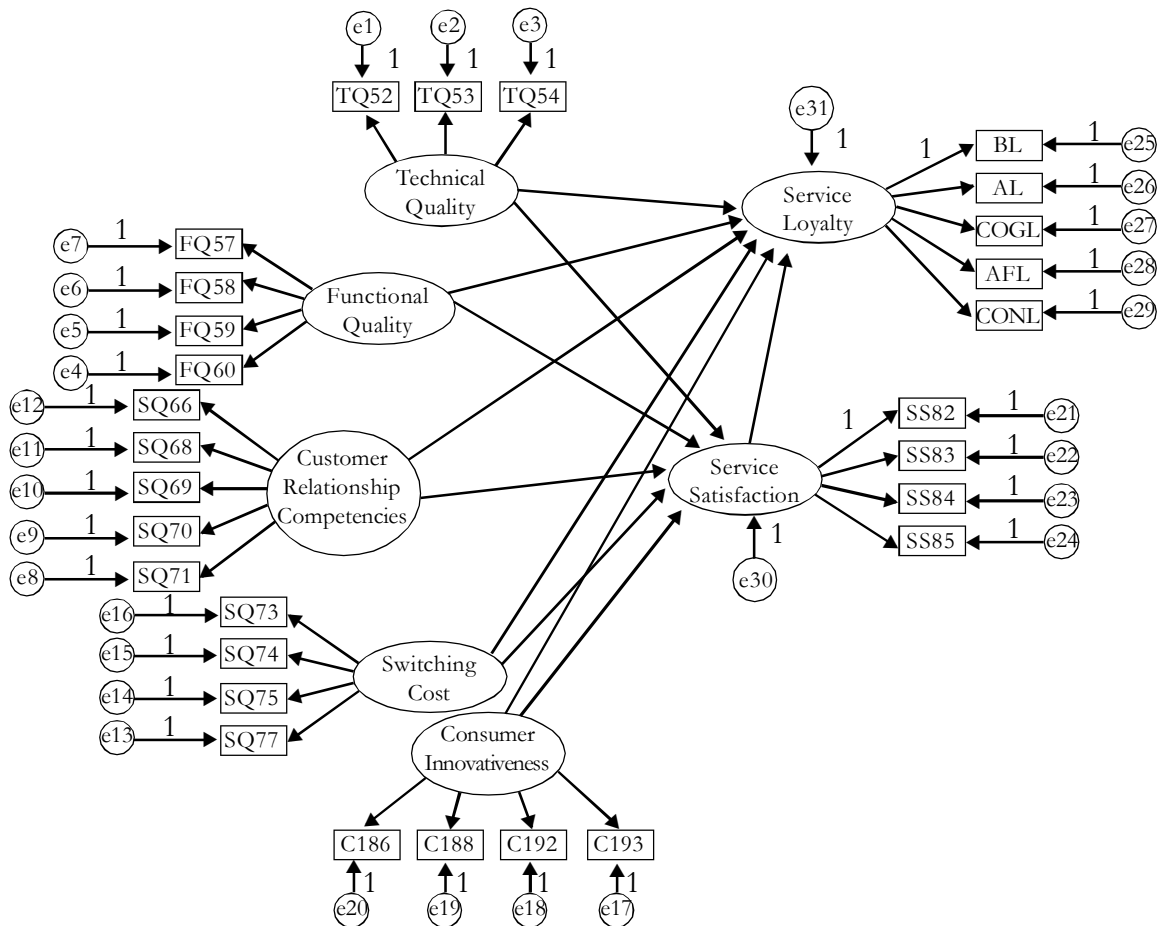 e1
e2
e3
1
1
1
TQ52
TQ53
TQ54
Technical
Quality
e31
1
Service
Loyalty
1
BL
1
e25
AL
1
e26
COGL
1
e27
AFL
1
e28
CONL
1
e29
e7
1
FQ57
e6
1
FQ58
e5
1
FQ59
e4
1
FQ60
Functional
Quality
e12
1
SQ66
e11
1
SQ68
e10
1
SQ69
e9
1
SQ70
e8
1
SQ71
Customer
Relationship
Competencies
Service
Satisfaction
1
e30
1
SS82
1
e21
SS83
1
e22
SS84
1
e23
SS85
1
e24
e16
1
SQ73
e15
1
SQ74
e14
1
SQ75
e13
1
SQ77
Switching
Cost
Consumer
Innovativeness
C186
C188
C192
C193
1
1
1
1
e20
e19
e18
e17